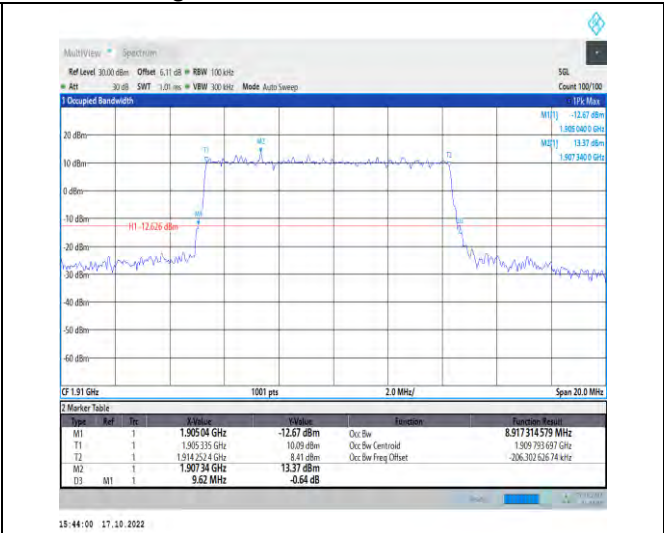 MultiView Spectrum
Ref Level 30.00 dBm Offset 6.11 dB RBW 100 kHz SGL
Att 30 dB SWT 1.01 ms VBW 300 kHz Mode Auto Sweep Count 100/100
1 Occupied Bandwidth 1Pk Max
M1[1] -12.67 dBm
1.905 040 0 GHz
M2[1] 13.37 dBm
1.907 340 0 GHz
20 dBm
M2
T1
T2
10 dBm
0 dBm
-10 dBm
H1 -12.626 dBm
-20 dBm
-30 dBm
-40 dBm
-50 dBm
-60 dBm
CF 1.91 GHz 1001 pts 2.0 MHz/ Span 20.0 MHz
2 Marker Table
Type Ref Trc X-Value Y-Value Function Function Result
M1 1 1.90504 GHz -12.67 dBm Occ Bw 8.917 314 579 MHz
T1 1 1.905 335 GHz 10.09 dBm Occ Bw Centroid 1.909 793 697 GHz
T2 1 1.914 252 4 GHz 8.41 dBm Occ Bw Freq Offset -206.302 626 74 kHz
M2 1 1.90734 GHz 13.37 dBm
D3 M1 1 9.62 MHz -0.64 dB
15:44:00 17.10.2022